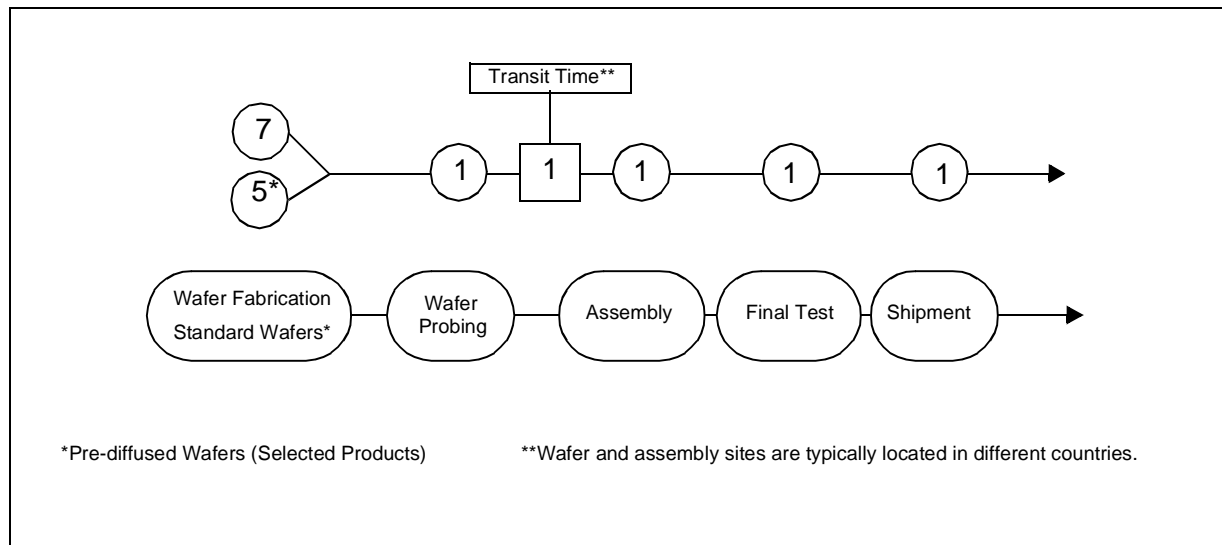 Transit Time**
7
5*
1
1
1
1
1
Wafer Fabrication
Standard Wafers*
Wafer
Probing
Assembly
Final Test
Shipment
*Pre-diffused Wafers (Selected Products)
**Wafer and assembly sites are typically located in different countries.